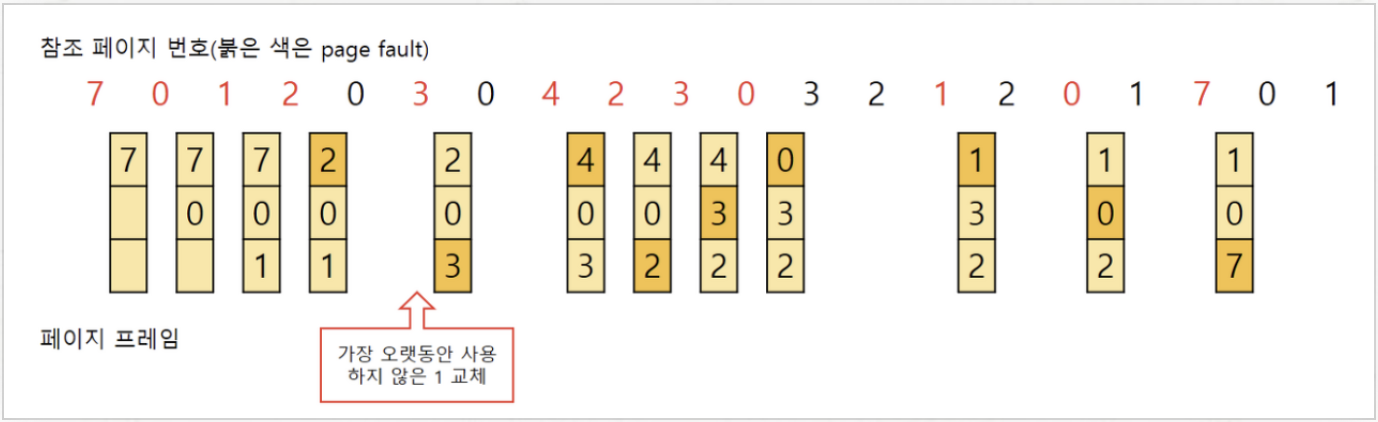 참조 페이지 번호(붉은 색은 page fault)
7 0 1 2 0 3 0 4 2 3 0 3 2 1 2 0 1 7 0 1
7 7 7 2 2 4 4 4 0 1 1 1
0 0 0 0 0 0 3 3 3 0 0
1 1 3 3 2 2 2 2 2 7
페이지 프레임
가장 오랫동안 사용
하지 않은 1 교체